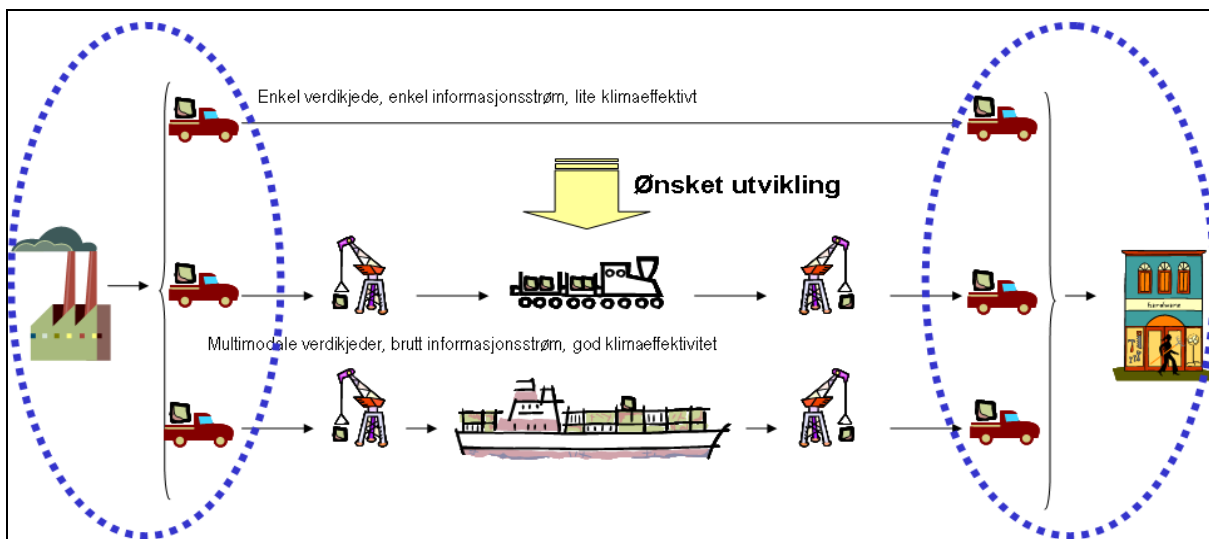 Enkel verdikjede, enkel informasjonsstrøm, lite klimaeffektivt
Ønsket utvikling
Multimodale verdikjeder, brutt informasjonsstrøm, god klimaeffektivitet